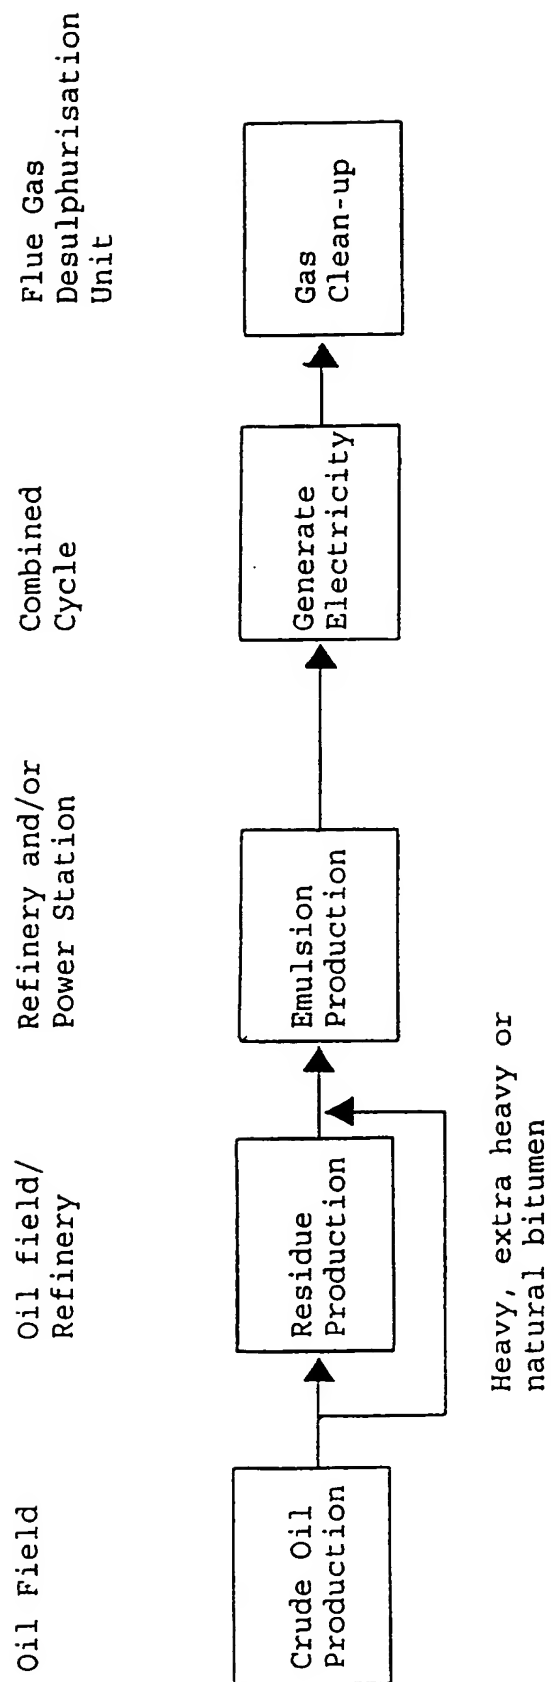 Oil Field
Oil field/
Refinery
Refinery and/or
Power Station
Combined
Cycle
Flue Gas
Desulphurisation
Unit
Crude Oil
Production
Residue
Production
Emulsion
Production
Generate
Electricity
Gas
Clean-up
Heavy, extra heavy or
natural bitumen